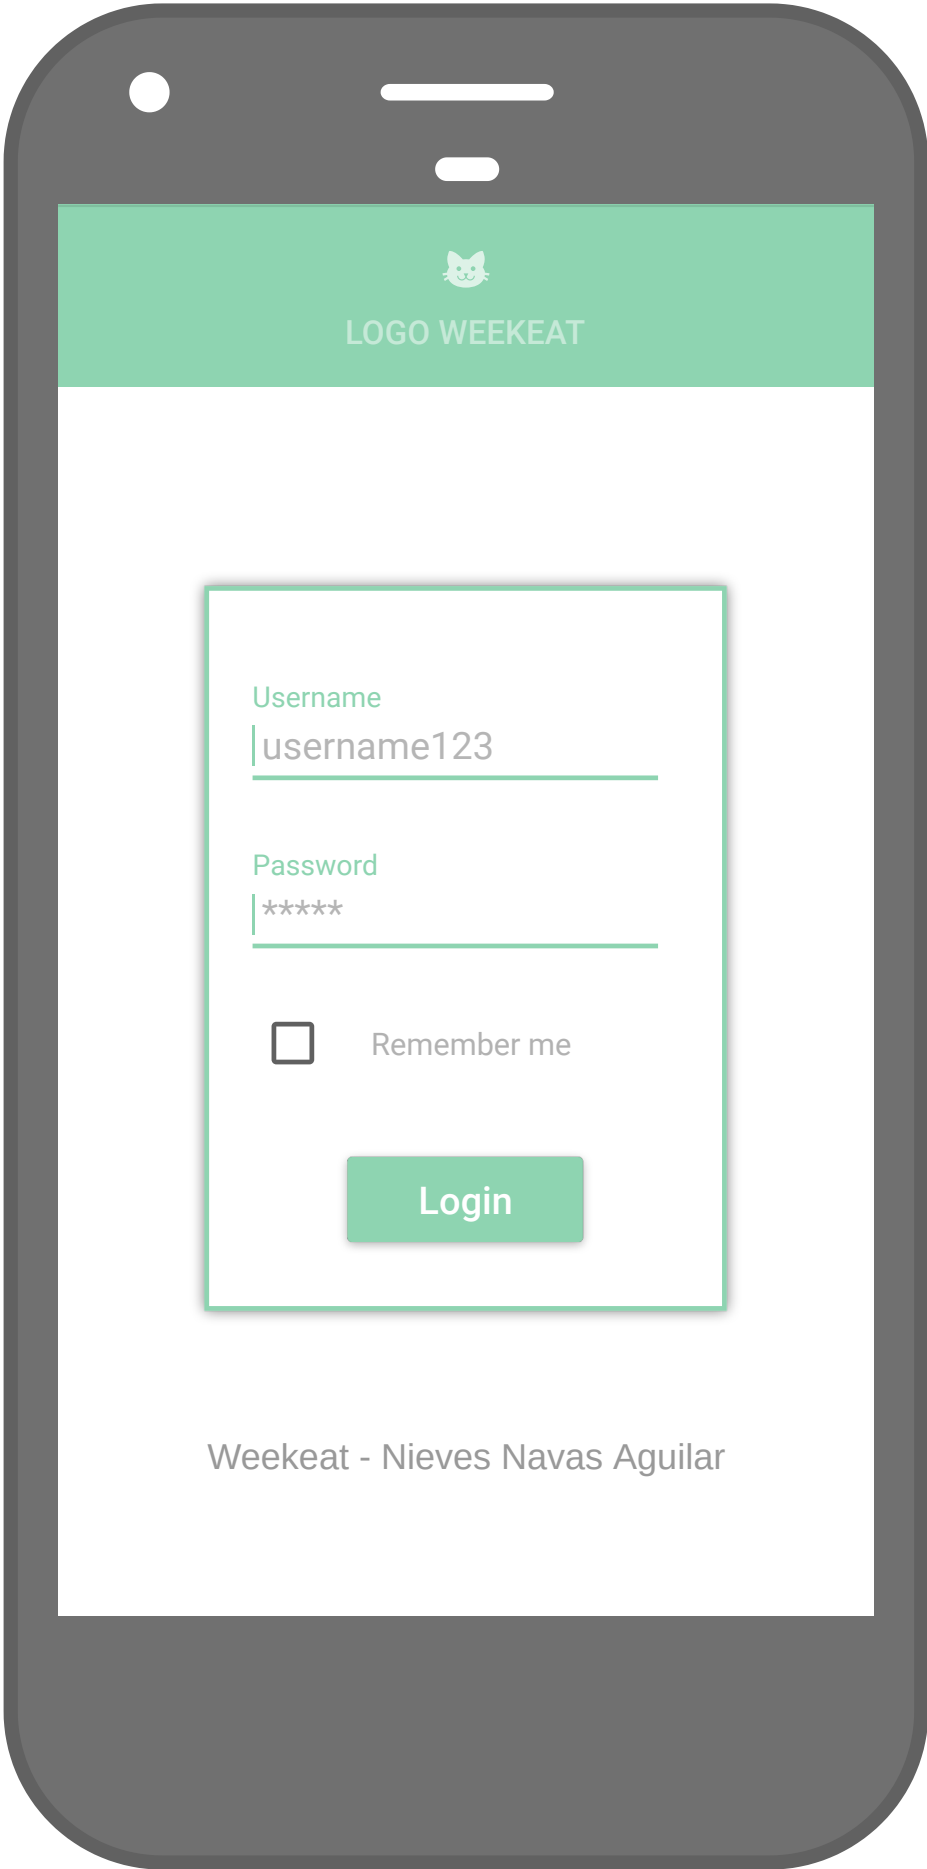 LOGO WEEKEAT
Username
username123
Password
*****
Remember me
Login
Weekeat - Nieves Navas Aguilar